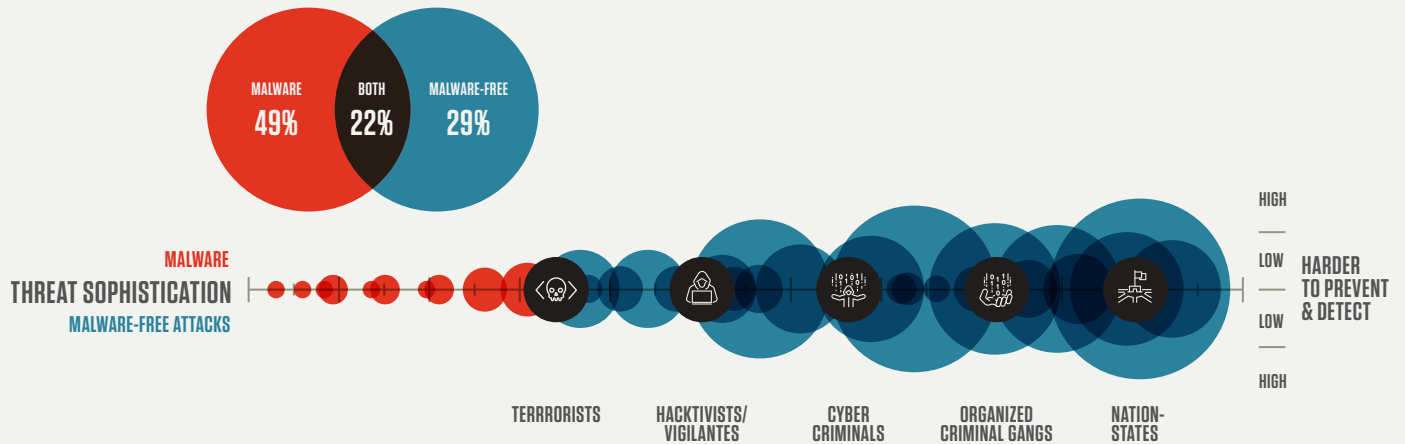 MALWARE
49%
BOTH
22%
MALWARE-FREE
29%
MALWARE
THREAT SOPHISTICATION
MALWARE-FREE ATTACKS
HIGH
LOW
LOW
HIGH
HARDER
TO PREVENT
& DETECT
TERRRORISTS
HACKTIVISTS/
VIGILANTES
CYBER
CRIMINALS
ORGANIZED
CRIMINAL GANGS
NATION-
STATES